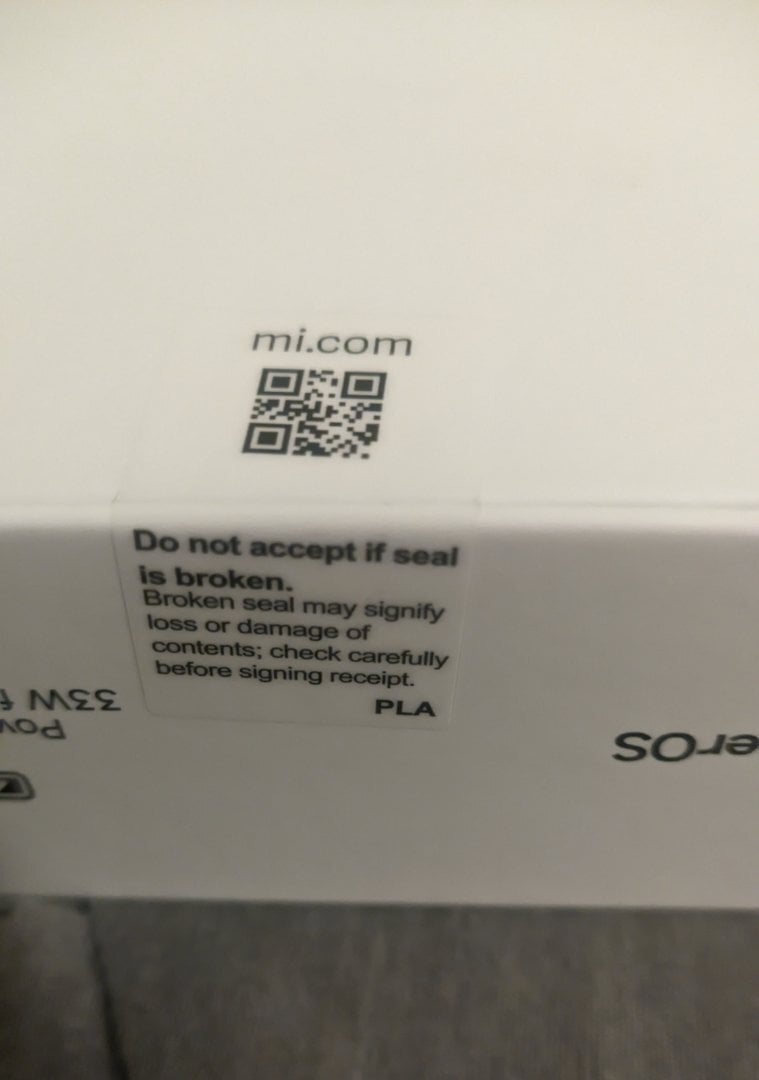 mi.com
Do not accept if seal
is broken.
Broken seal may signify
loss or damage of
contents; check carefully
before signing receipt.
PLA
33W
erOS